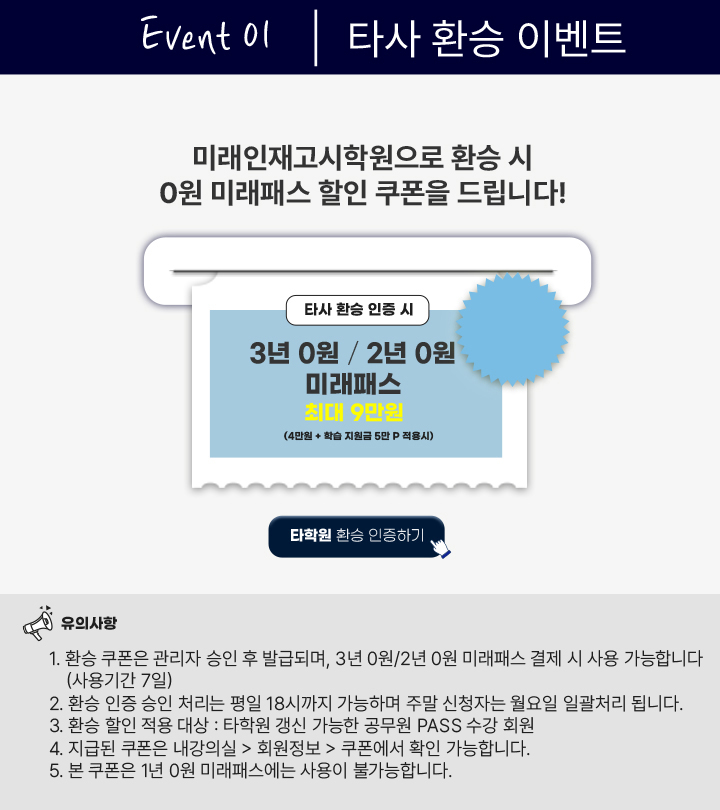 Event 01 | 타사 환승 이벤트
미래인재고시학원으로 환승 시
0원 미래패스 할인 쿠폰을 드립니다!
타사 환승 인증 시
3년 0원 / 2년 0원
미래패스
최대 9만원
(4만원 + 학습 지원금 5만 P 적용시)
타학원 환승 인증하기
유의사항
1. 환승 쿠폰은 관리자 승인 후 발급되며, 3년 0원/2년 0원 미래패스 결제 시 사용 가능합니다
(사용기간 7일)
2. 환승 인증 승인 처리는 평일 18시까지 가능하며 주말 신청자는 월요일 일괄처리 됩니다.
3. 환승 할인 적용 대상 : 타학원 갱신 가능한 공무원 PASS 수강 회원
4. 지급된 쿠폰은 내강의실 > 회원정보 > 쿠폰에서 확인 가능합니다.
5. 본 쿠폰은 1년 0원 미래패스에는 사용이 불가능합니다.